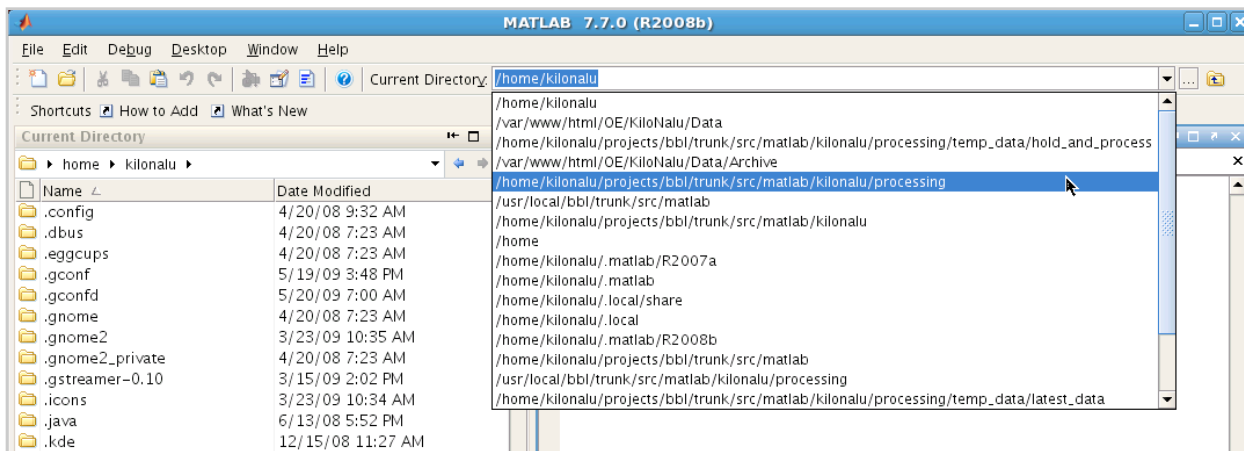 MATLAB 7.7.0 (R2008b)
File Edit Debug Desktop Window Help
Current Directory: /home/kilonalu
Shortcuts How to Add What's New
Current Directory
home kilonalu
Name Date Modified
.config 4/20/08 9:32 AM
.dbus 4/20/08 7:23 AM
.eggcups 4/20/08 7:23 AM
.gconf 5/19/09 3:48 PM
.gconfd 5/20/09 7:00 AM
.gnome 4/20/08 7:23 AM
.gnome2 3/23/09 10:35 AM
.gnome2_private 4/20/08 7:23 AM
.gstreamer-0.10 3/15/09 2:02 PM
.icons 3/23/09 10:34 AM
.java 6/13/08 5:52 PM
.kde 12/15/08 11:27 AM
/home/kilonalu
/var/www/html/OE/KiloNalu/Data
/home/kilonalu/projects/bbl/trunk/src/matlab/kilonalu/processing/temp_data/hold_and_process
/var/www/html/OE/KiloNalu/Data/Archive
/home/kilonalu/projects/bbl/trunk/src/matlab/kilonalu/processing
/usr/local/bbl/trunk/src/matlab
/home/kilonalu/projects/bbl/trunk/src/matlab/kilonalu
/home
/home/kilonalu/.matlab/R2007a
/home/kilonalu/.matlab
/home/kilonalu/.local/share
/home/kilonalu/.local
/home/kilonalu/.matlab/R2008b
/home/kilonalu/projects/bbl/trunk/src/matlab
/usr/local/bbl/trunk/src/matlab/kilonalu/processing
/home/kilonalu/projects/bbl/trunk/src/matlab/kilonalu/processing/temp_data/latest_data